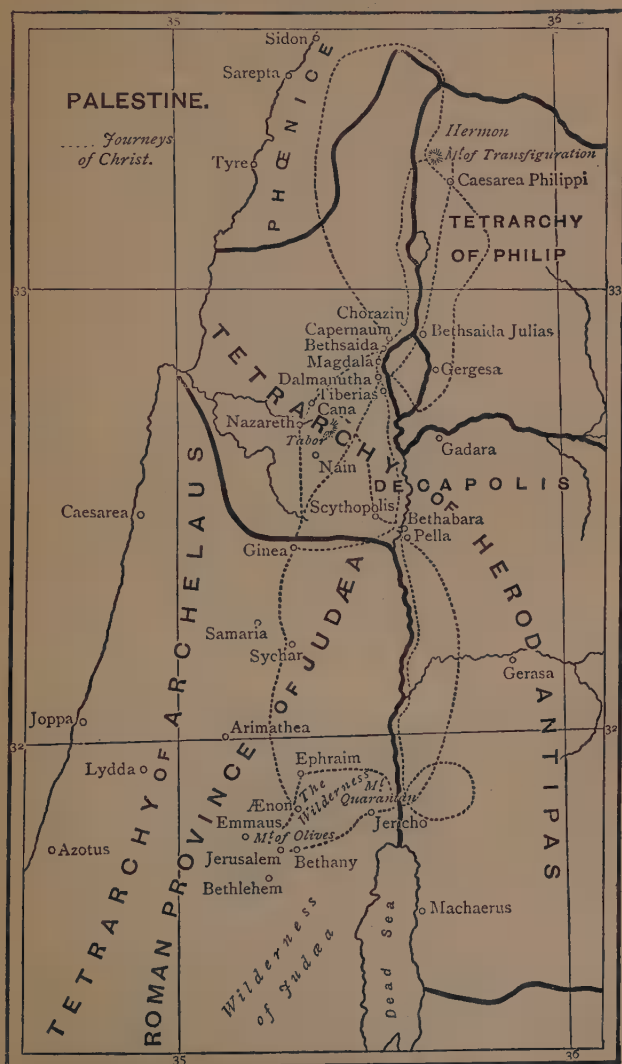 35
36
Sidon
Sarepta
PALESTINE.
..... Journeys
of Christ.
PHŒNICE
Tyre
Hermon
Mt. of Transfiguration
Caesarea Philippi
TETRARCHY
OF PHILIP
33
33
Chorazin
Capernaum
Bethsaida
Bethsaida Julias
Magdala
Gergesa
Dalmanutha
Tiberias
Cana
Nazareth
Tabor
Nain
Gadara
TETRARCHY OF HEROD ANTIPAS
DECAPOLIS
Scythopolis
Caesarea
Bethabara
Pella
Ginea
Samaria
Sychar
Gerasa
Joppa
Arimathea
32
32
Lydda
Ephraim
The
Wilderness
Mt.
Quarantin
Ænon
Emmaus
Mt. of Olives
Jericho
Azotus
Jerusalem
Bethany
Bethlehem
Machaerus
Wilderness
of Judæa
Dead Sea
TETRARCHY OF ARCHELAUS
ROMAN PROVINCE OF JUDÆA
35
36